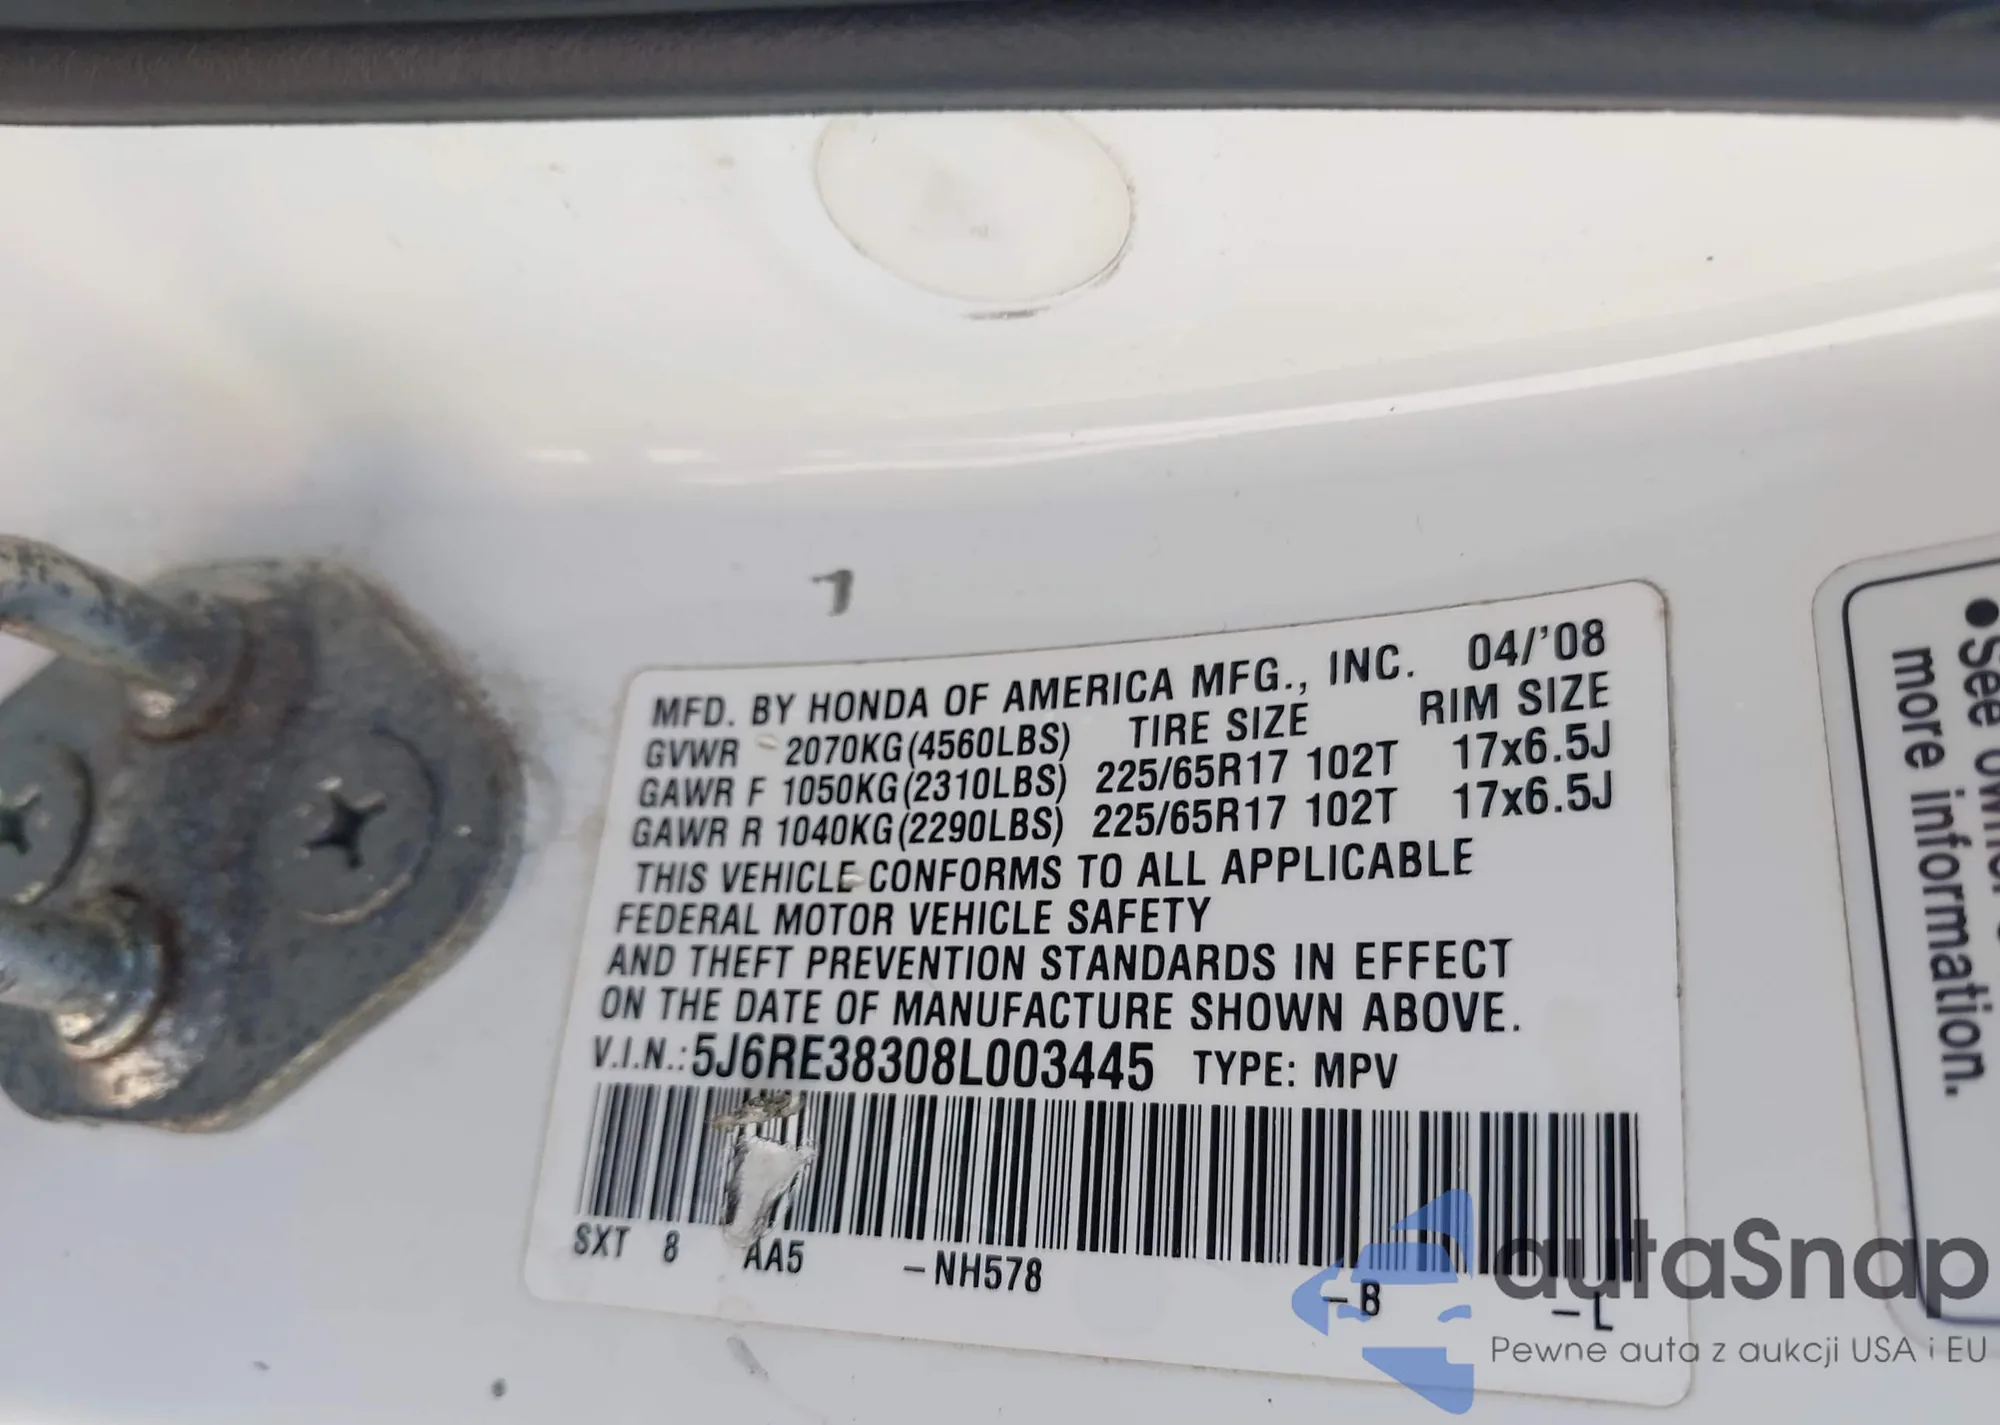 1
MFD. BY HONDA OF AMERICA MFG., INC. 04/'08
GVWR 2070KG(4560LBS) TIRE SIZE RIM SIZE
GAWR F 1050KG(2310LBS) 225/65R17 102T 17x6.5J
GAWR R 1040KG(2290LBS) 225/65R17 102T 17x6.5J
THIS VEHICLE CONFORMS TO ALL APPLICABLE
FEDERAL MOTOR VEHICLE SAFETY
AND THEFT PREVENTION STANDARDS IN EFFECT
ON THE DATE OF MANUFACTURE SHOWN ABOVE.
V.I.N.: 5J6RE38308L003445 TYPE: MPV
SXT 8 AA5 -NH578 -B -L
•See
more information.
autaSnap
Pewne auta z aukcji USA i EU